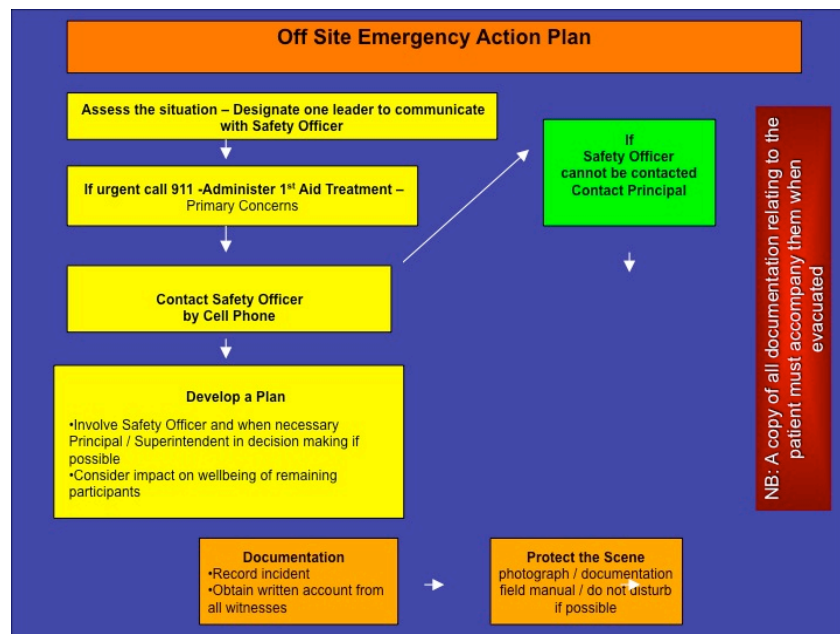 Off Site Emergency Action Plan
Assess the situation – Designate one leader to communicate
with Safety Officer
If urgent call 911 -Administer 1st Aid Treatment –
Primary Concerns
Contact Safety Officer
by Cell Phone
Develop a Plan
•Involve Safety Officer and when necessary
Principal / Superintendent in decision making if
possible
•Consider impact on wellbeing of remaining
participants
If
Safety Officer
cannot be contacted
Contact Principal
Documentation
•Record incident
•Obtain written account from
all witnesses
Protect the Scene
photograph / documentation
field manual / do not disturb
if possible
NB: A copy of all documentation relating to the
patient must accompany them when
evacuated